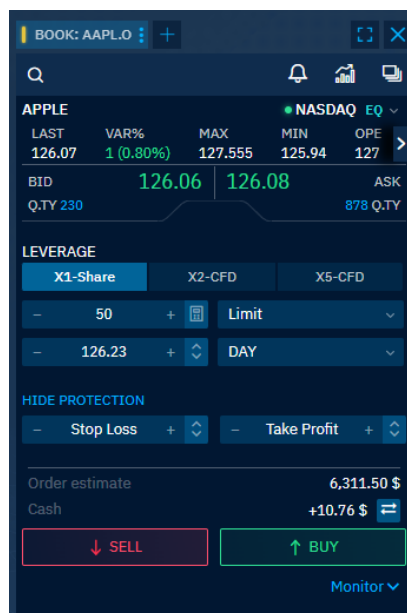 BOOK: AAPL.O
APPLE NASDAQ EQ
LAST VAR% MAX MIN OPE
126.07 1 (0.80%) 127.555 125.94 127
BID 126.06 126.08 ASK
Q.TY 230 878 Q.TY
LEVERAGE
X1-Share X2-CFD X5-CFD
− 50 + Limit
− 126.23 + DAY
HIDE PROTECTION
− Stop Loss + − Take Profit +
Order estimate 6,311.50 $
Cash +10.76 $
↓ SELL ↑ BUY
Monitor